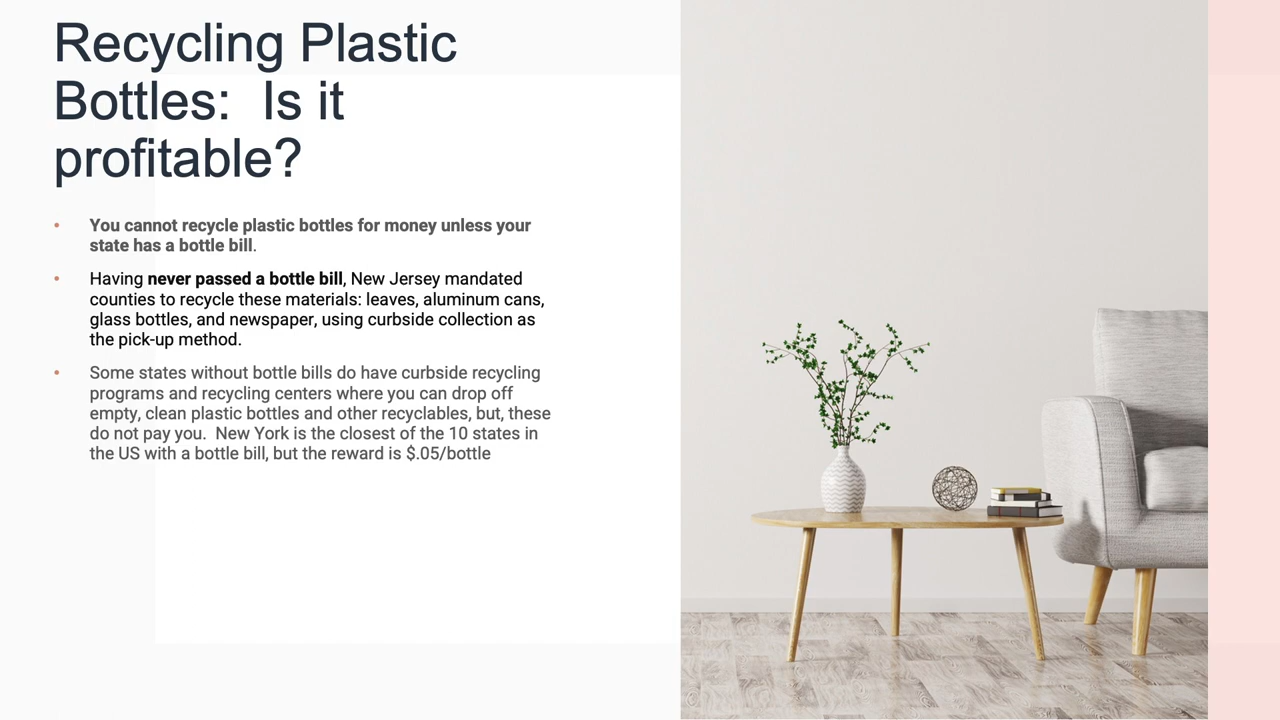 Recycling Plastic
Bottles:  Is it
profitable?
• You cannot recycle plastic bottles for money unless your
state has a bottle bill.
• Having never passed a bottle bill, New Jersey mandated
counties to recycle these materials: leaves, aluminum cans,
glass bottles, and newspaper, using curbside collection as
the pick-up method.
• Some states without bottle bills do have curbside recycling
programs and recycling centers where you can drop off
empty, clean plastic bottles and other recyclables, but, these
do not pay you.  New York is the closest of the 10 states in
the US with a bottle bill, but the reward is $.05/bottle